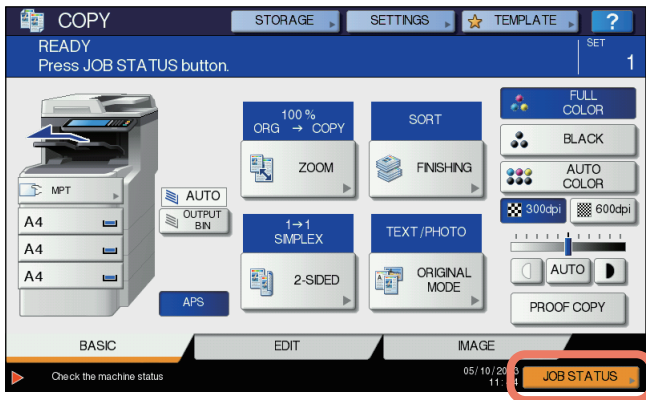 COPY
STORAGE
SETTINGS
TEMPLATE
?
READY
Press JOB STATUS button.
SET
1
MPT
A4
A4
A4
AUTO
OUTPUT
BIN
APS
100 %
ORG → COPY
ZOOM
SORT
FINISHING
1→1
SIMPLEX
2-SIDED
TEXT/PHOTO
ORIGINAL
MODE
FULL
COLOR
BLACK
AUTO
COLOR
300dpi
600dpi
AUTO
PROOF COPY
BASIC
EDIT
IMAGE
Check the machine status
05/10/
11:
JOB STATUS